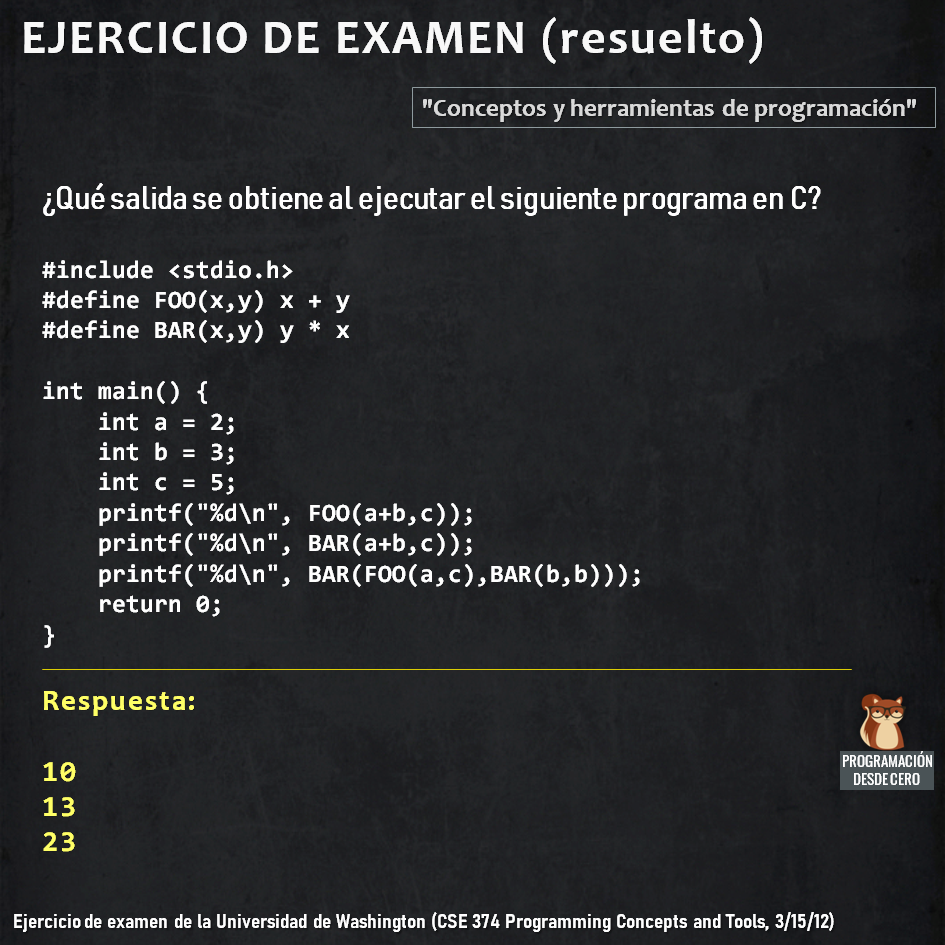 EJERCICIO DE EXAMEN (resuelto)
"Conceptos y herramientas de programación"
¿Qué salida se obtiene al ejecutar el siguiente programa en C?
#include <stdio.h>
#define FOO(x,y) x + y
#define BAR(x,y) y * x
int main() {
    int a = 2;
    int b = 3;
    int c = 5;
    printf("%d\n", FOO(a+b,c));
    printf("%d\n", BAR(a+b,c));
    printf("%d\n", BAR(FOO(a,c),BAR(b,b)));
    return 0;
}
Respuesta:
10
13
23
PROGRAMACIÓN
DESDE CERO
Ejercicio de examen de la Universidad de Washington (CSE 374 Programming Concepts and Tools, 3/15/12)